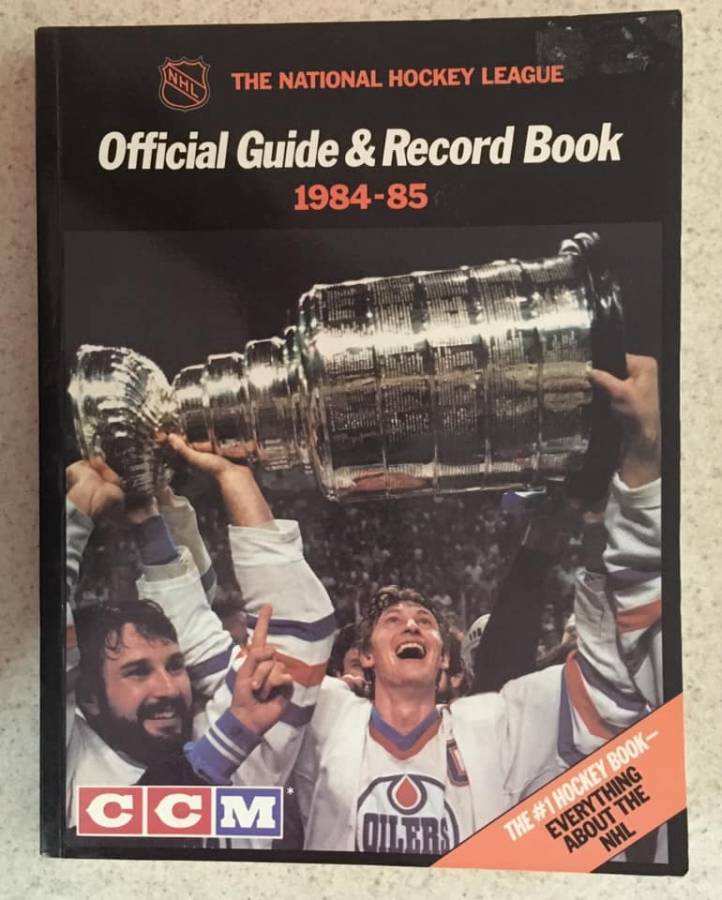 NHL
THE NATIONAL HOCKEY LEAGUE
Official Guide & Record Book
1984-85
OILERS
CCM*
THE #1 HOCKEY BOOK—
EVERYTHING
ABOUT THE
NHL